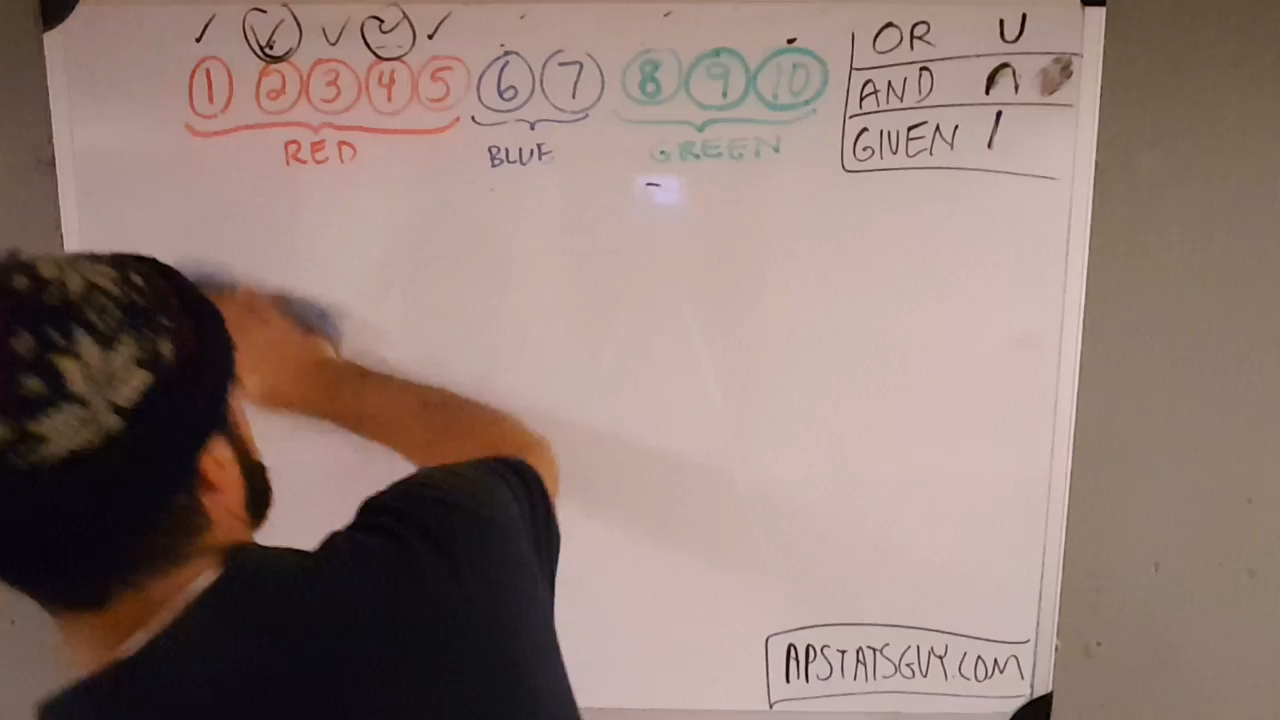 1 2 3 4 5 6 7 8 9 10
RED BLUE GREEN
OR ∪
AND ∩
GIVEN /
APSTATSGUY.COM